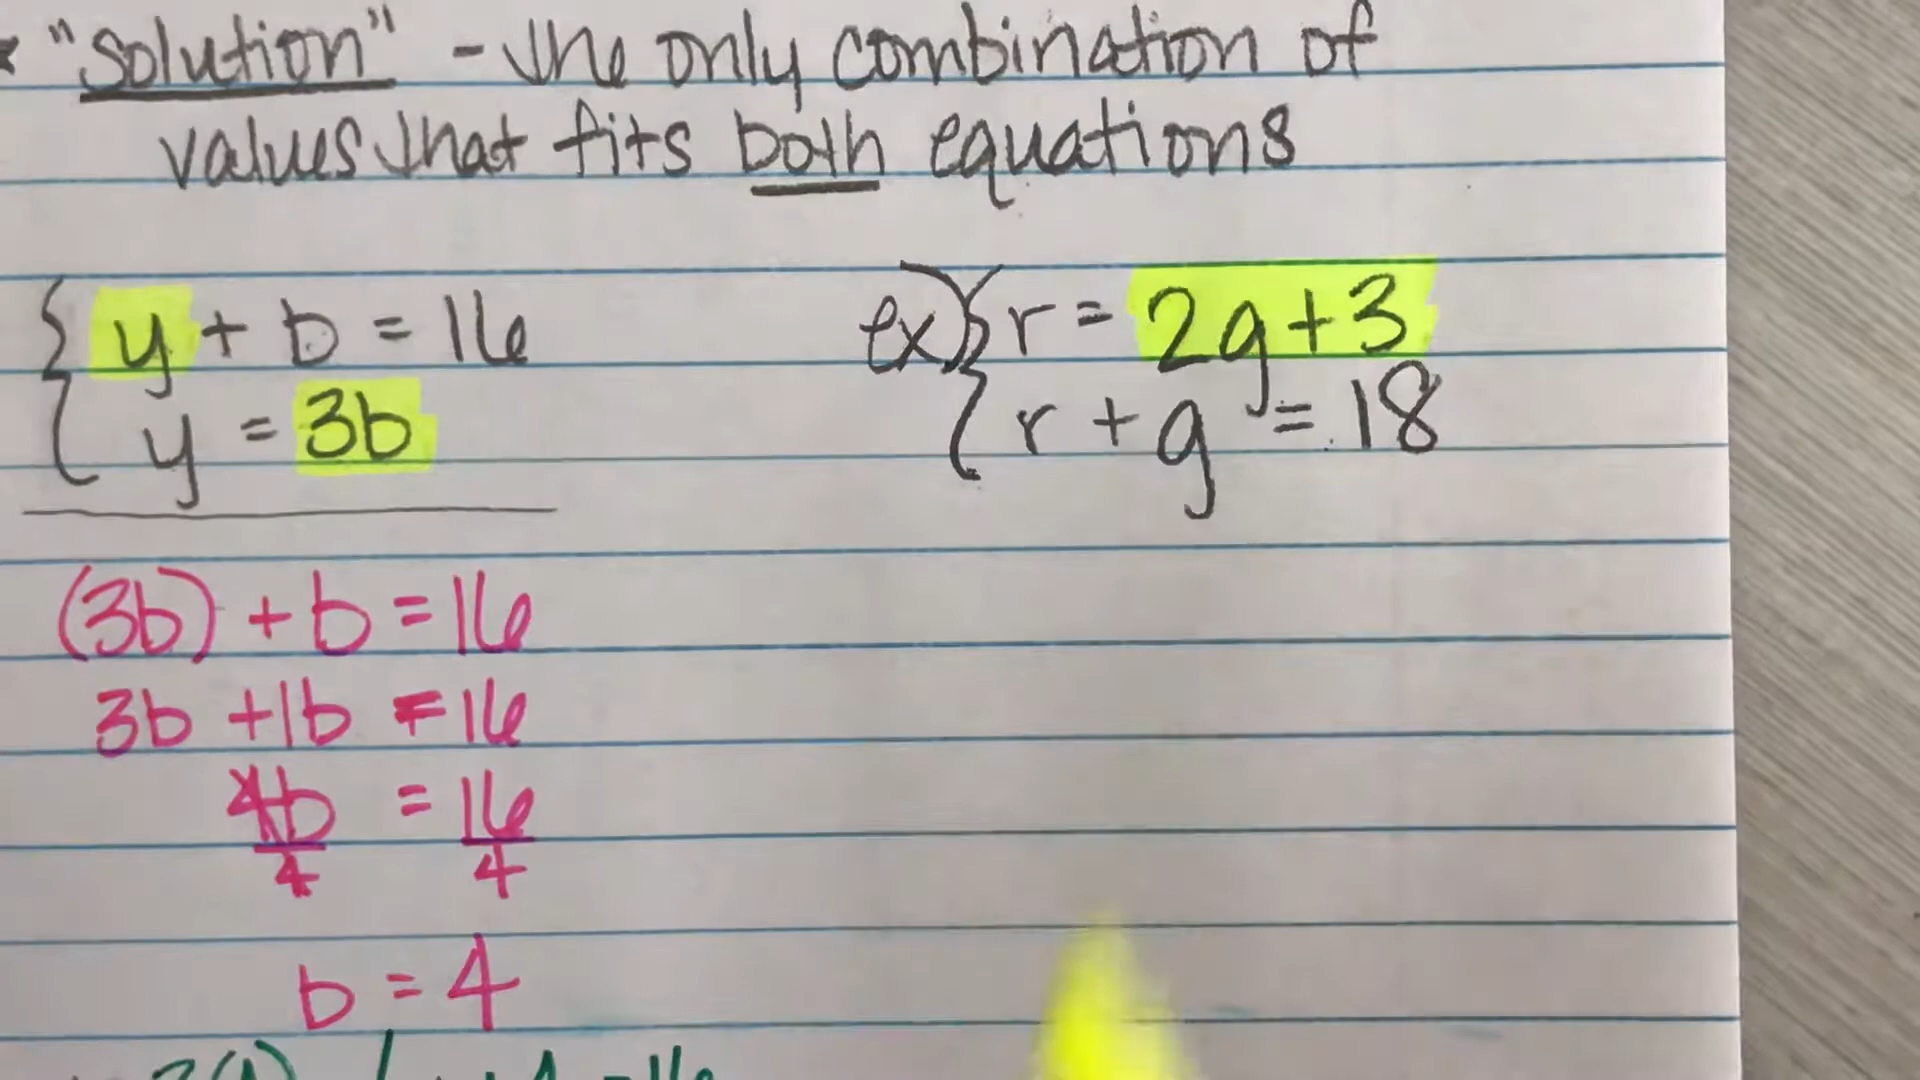 "Solution" - the only combination of
values that fits both equations
y + b = 16
y = 3b
(3b) + b = 16
3b + 1b = 16
4b = 16
4 4
b = 4
ex) r = 2g+3
r + g = 18